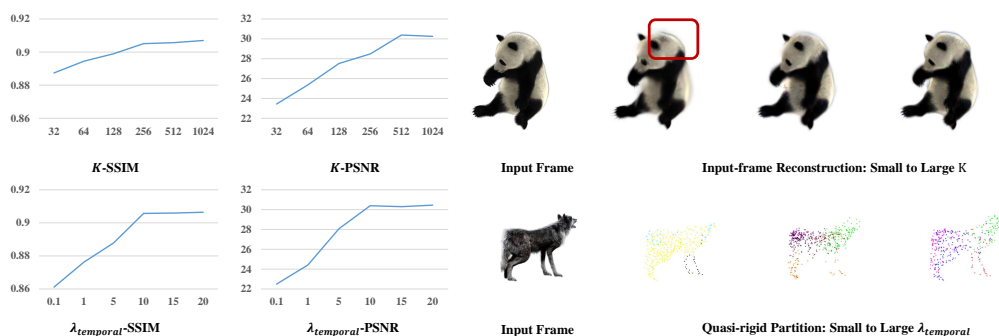 0.92
0.9
0.88
0.86
32 64 128 256 512 1024
K-SSIM
32
30
28
26
24
22
32 64 128 256 512 1024
K-PSNR
Input Frame
Input-frame Reconstruction: Small to Large K
0.92
0.9
0.88
0.86
0.1 1 5 10 15 20
λtemporal-SSIM
32
30
28
26
24
22
0.1 1 5 10 15 20
λtemporal-PSNR
Input Frame
Quasi-rigid Partition: Small to Large λtemporal